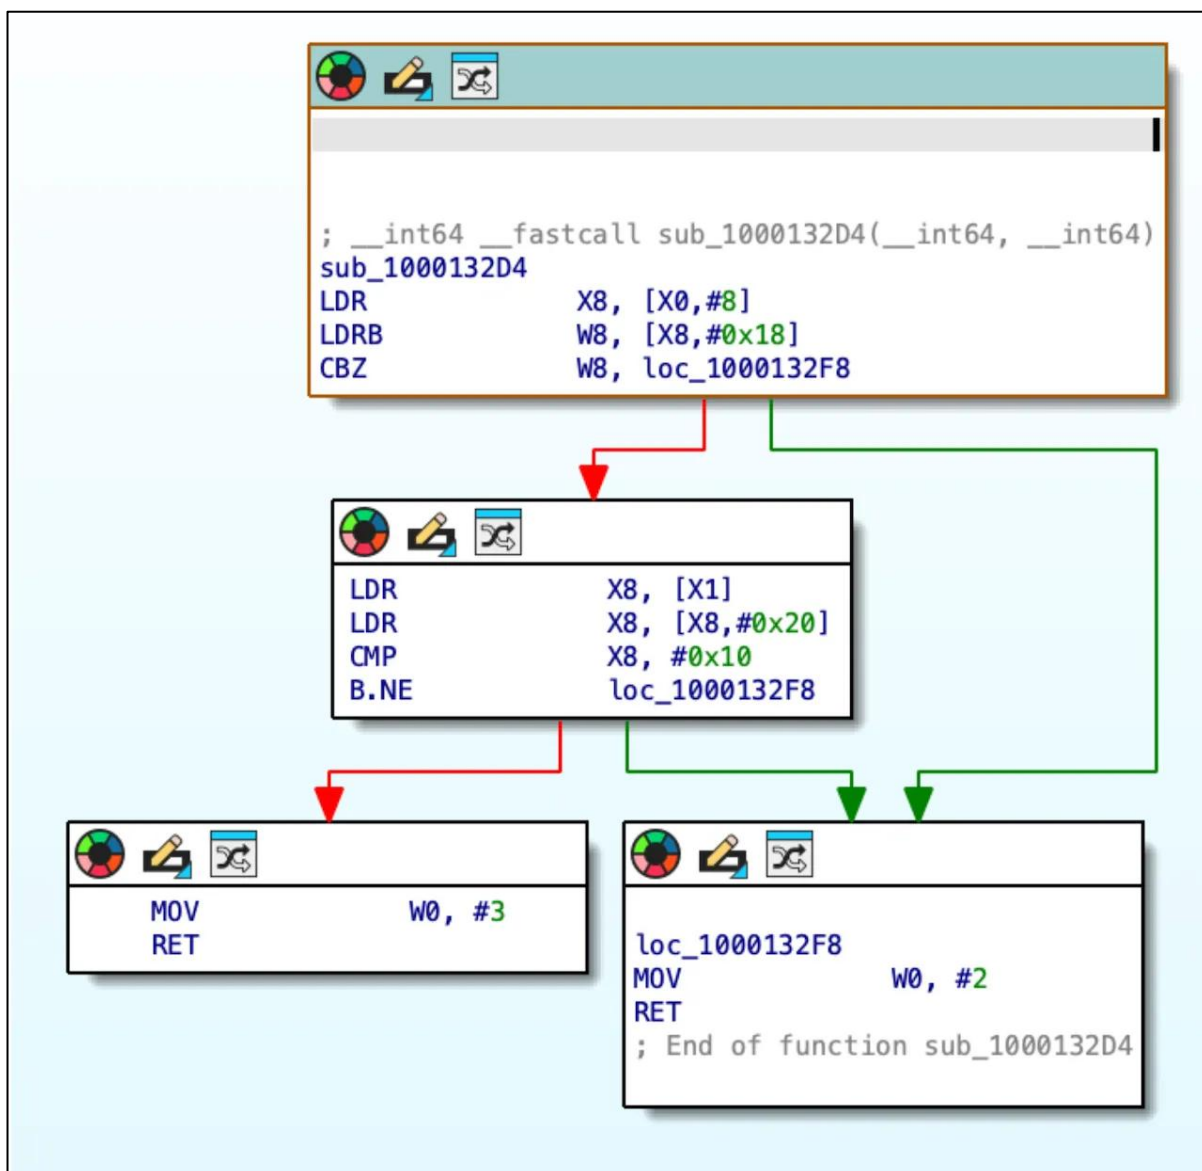 ; __int64 __fastcall sub_1000132D4(__int64, __int64)
sub_1000132D4
LDR X8, [X0,#8]
LDRB W8, [X8,#0x18]
CBZ W8, loc_1000132F8
LDR X8, [X1]
LDR X8, [X8,#0x20]
CMP X8, #0x10
B.NE loc_1000132F8
MOV W0, #3
RET
loc_1000132F8
MOV W0, #2
RET
; End of function sub_1000132D4